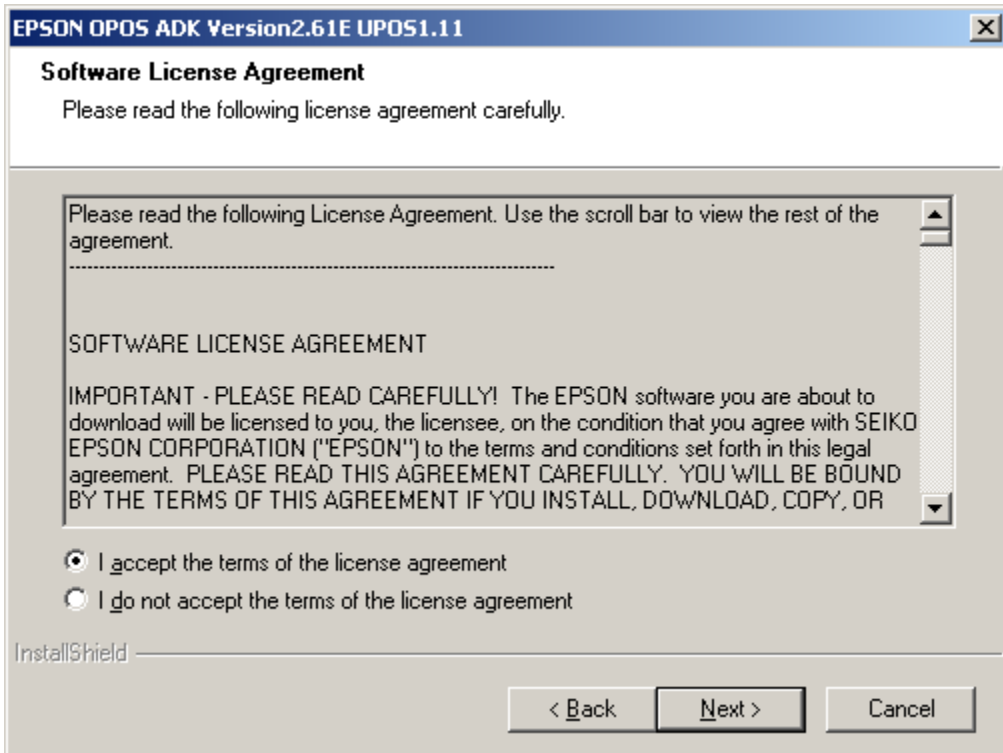 EPSON OPOS ADK Version2.61E UPOS1.11
Software License Agreement
Please read the following license agreement carefully.
Please read the following License Agreement. Use the scroll bar to view the rest of the
agreement.
--------------------------------------------------------------------------------
SOFTWARE LICENSE AGREEMENT
IMPORTANT - PLEASE READ CAREFULLY!  The EPSON software you are about to
download will be licensed to you, the licensee, on the condition that you agree with SEIKO
EPSON CORPORATION ("EPSON") to the terms and conditions set forth in this legal
agreement.  PLEASE READ THIS AGREEMENT CAREFULLY.  YOU WILL BE BOUND
BY THE TERMS OF THIS AGREEMENT IF YOU INSTALL, DOWNLOAD, COPY, OR
I accept the terms of the license agreement
I do not accept the terms of the license agreement
InstallShield
< Back
Next >
Cancel